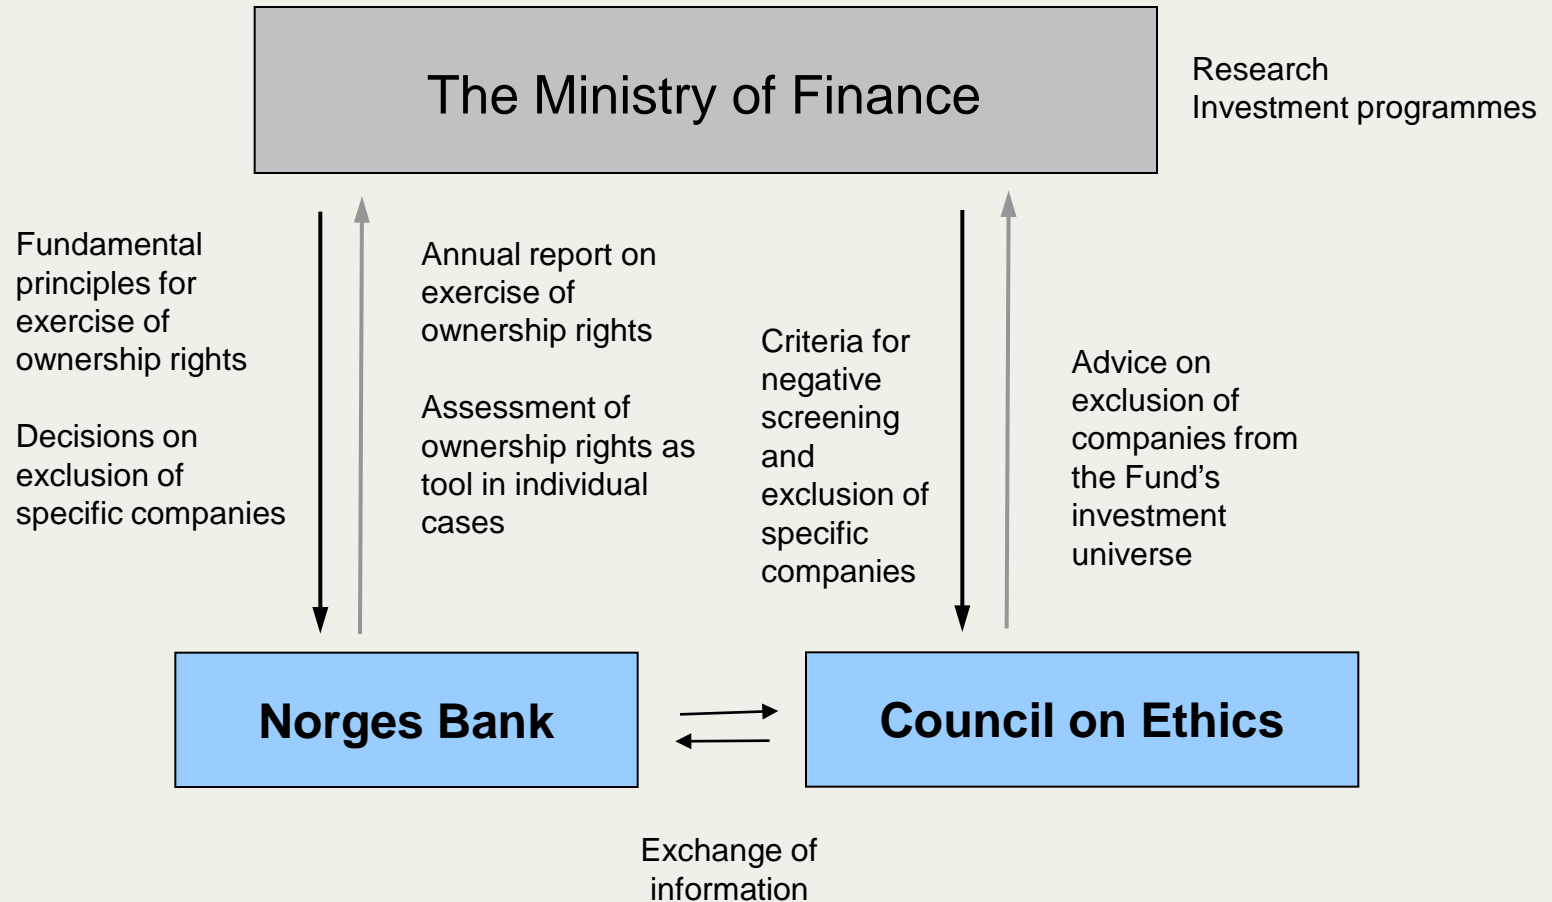 The Ministry of Finance
Research
Investment programmes
Fundamental
principles for
exercise of
ownership rights
Decisions on
exclusion of
specific companies
Annual report on
exercise of
ownership rights
Assessment of
ownership rights as
tool in individual
cases
Criteria for
negative
screening
and
exclusion of
specific
companies
Advice on
exclusion of
companies from
the Fund’s
investment
universe
Norges Bank
Council on Ethics
Exchange of
information